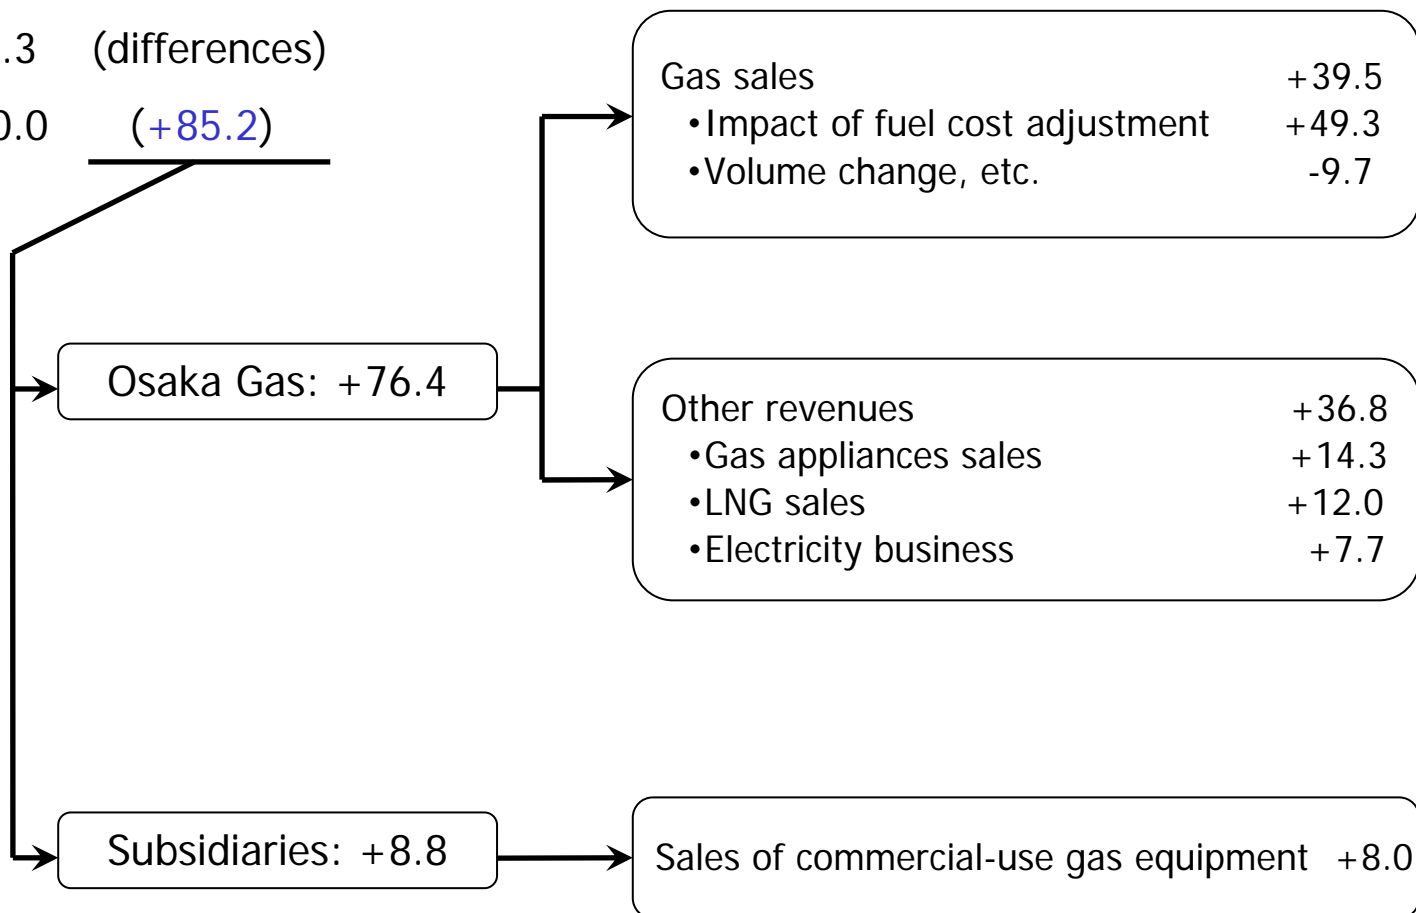 .3 (differences)
0.0 (+85.2)
Gas sales +39.5
•Impact of fuel cost adjustment +49.3
•Volume change, etc. -9.7
Osaka Gas: +76.4
Other revenues +36.8
•Gas appliances sales +14.3
•LNG sales +12.0
•Electricity business +7.7
Subsidiaries: +8.8
Sales of commercial-use gas equipment +8.0